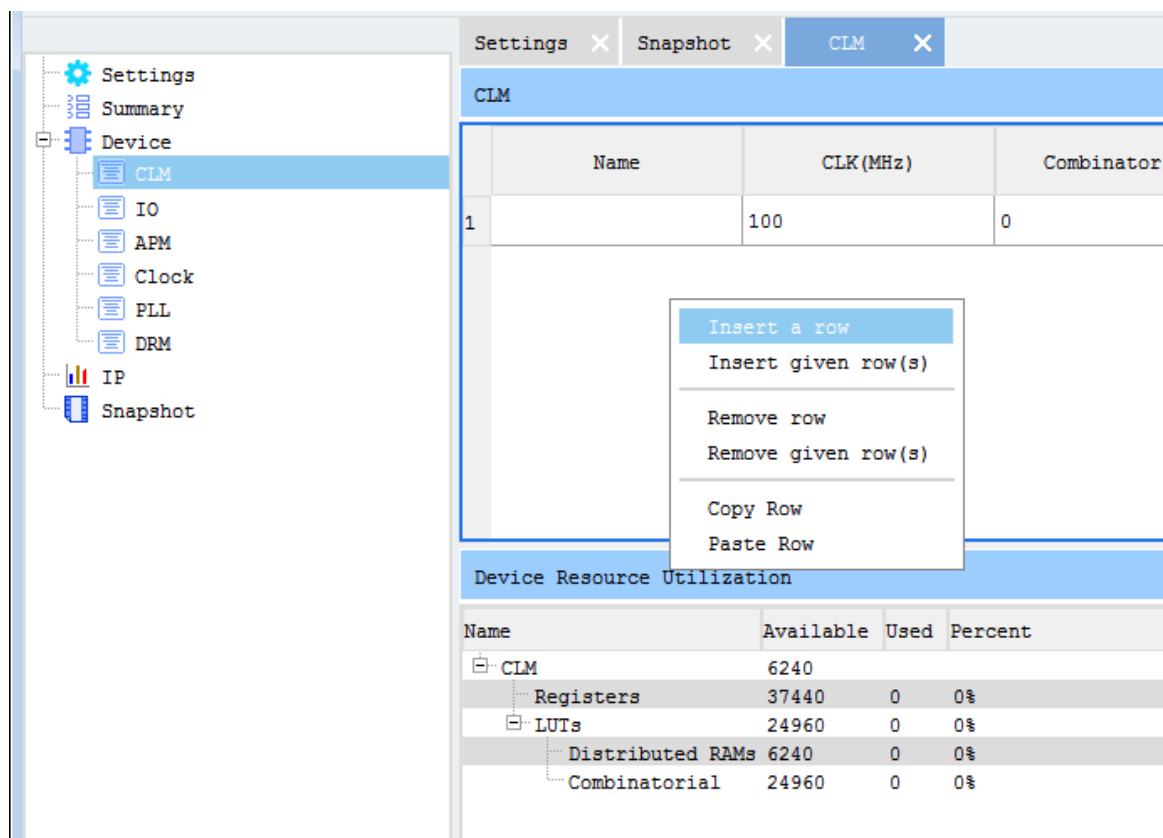 Settings
Summary
Device
CLM
IO
APM
Clock
PLL
DRM
IP
Snapshot
Settings Snapshot CLM
CLM
Name CLK(MHz) Combinator
1 100 0
Insert a row
Insert given row(s)
Remove row
Remove given row(s)
Copy Row
Paste Row
Device Resource Utilization
Name Available Used Percent
CLM 6240
Registers 37440 0 0%
LUTs 24960 0 0%
Distributed RAMs 6240 0 0%
Combinatorial 24960 0 0%